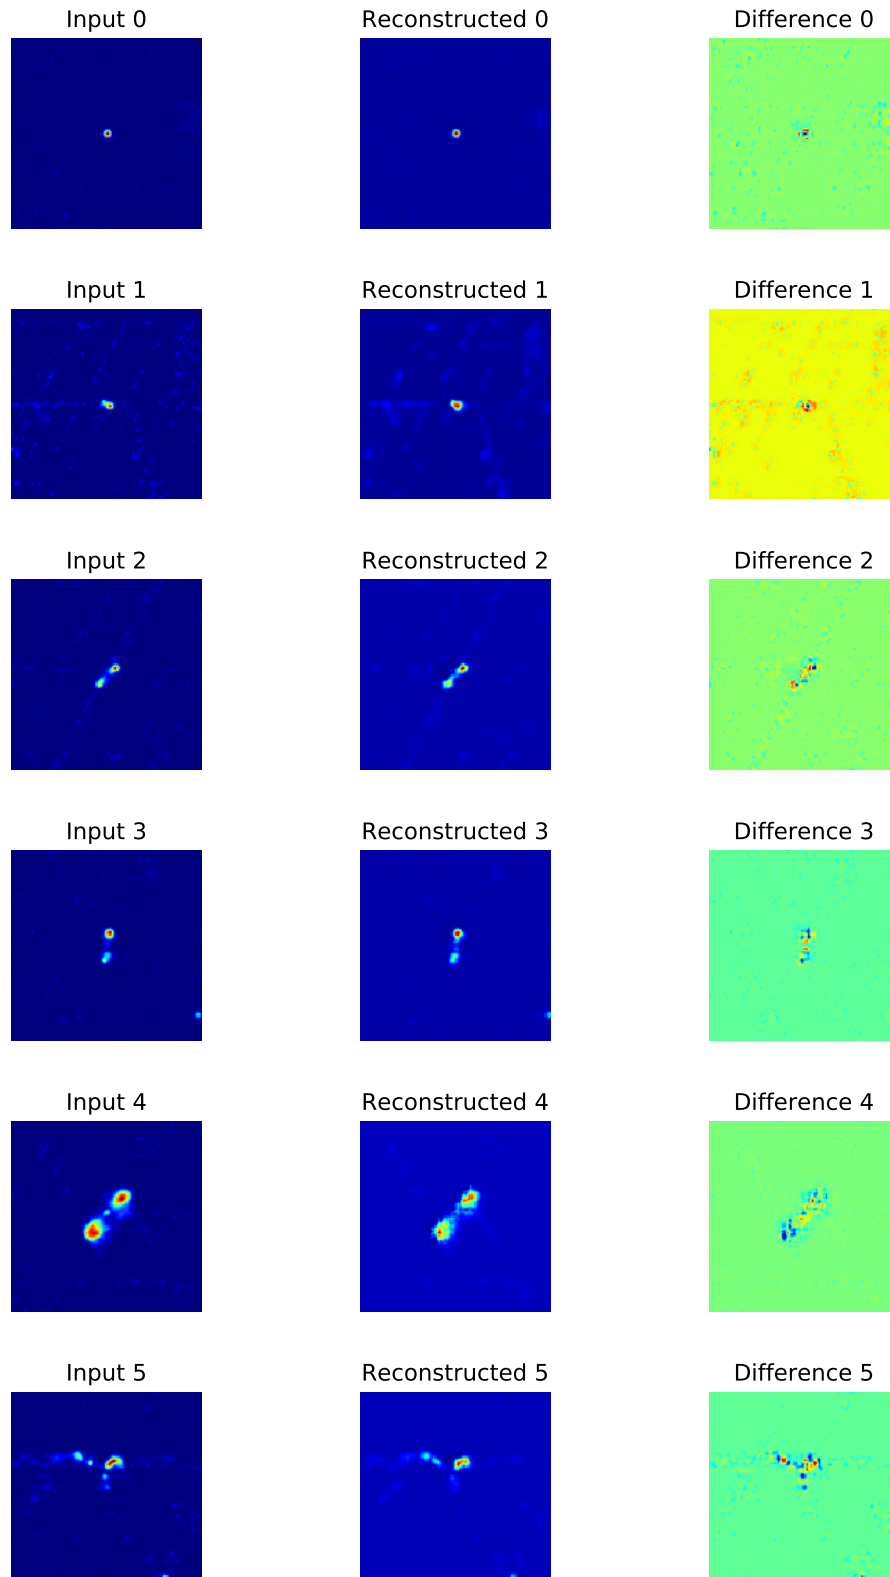 Input 0
Reconstructed 0
Difference 0
Input 1
Reconstructed 1
Difference 1
Input 2
Reconstructed 2
Difference 2
Input 3
Reconstructed 3
Difference 3
Input 4
Reconstructed 4
Difference 4
Input 5
Reconstructed 5
Difference 5